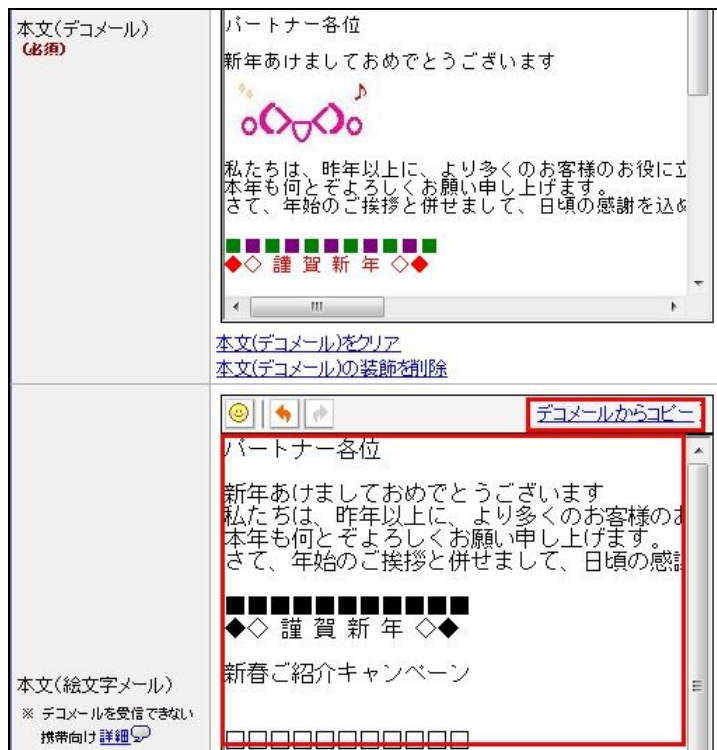 本文(デコメール)
(必須)
パートナー各位
新年あけましておめでとうございます
♪
私たちは、昨年以上に、より多くのお客様のお役に立
本年も何とぞよろしくお願い申し上げます。
さて、年始のご挨拶と併せまして、日頃の感謝を込め
■■■■■■■■■■■
◆◇ 謹 賀 新 年 ◇◆
本文(デコメール)をクリア
本文(デコメール)の装飾を削除
デコメールからコピー
パートナー各位
新年あけましておめでとうございます
私たちは、昨年以上に、より多くのお客様のお
本年も何とぞよろしくお願い申し上げます。
さて、年始のご挨拶と併せまして、日頃の感謝
■■■■■■■■■■■
◆◇ 謹 賀 新 年 ◇◆
新春ご紹介キャンペーン
□□□□□□□□□□□
本文(絵文字メール)
※ デコメールを受信できない
携帯向け詳細